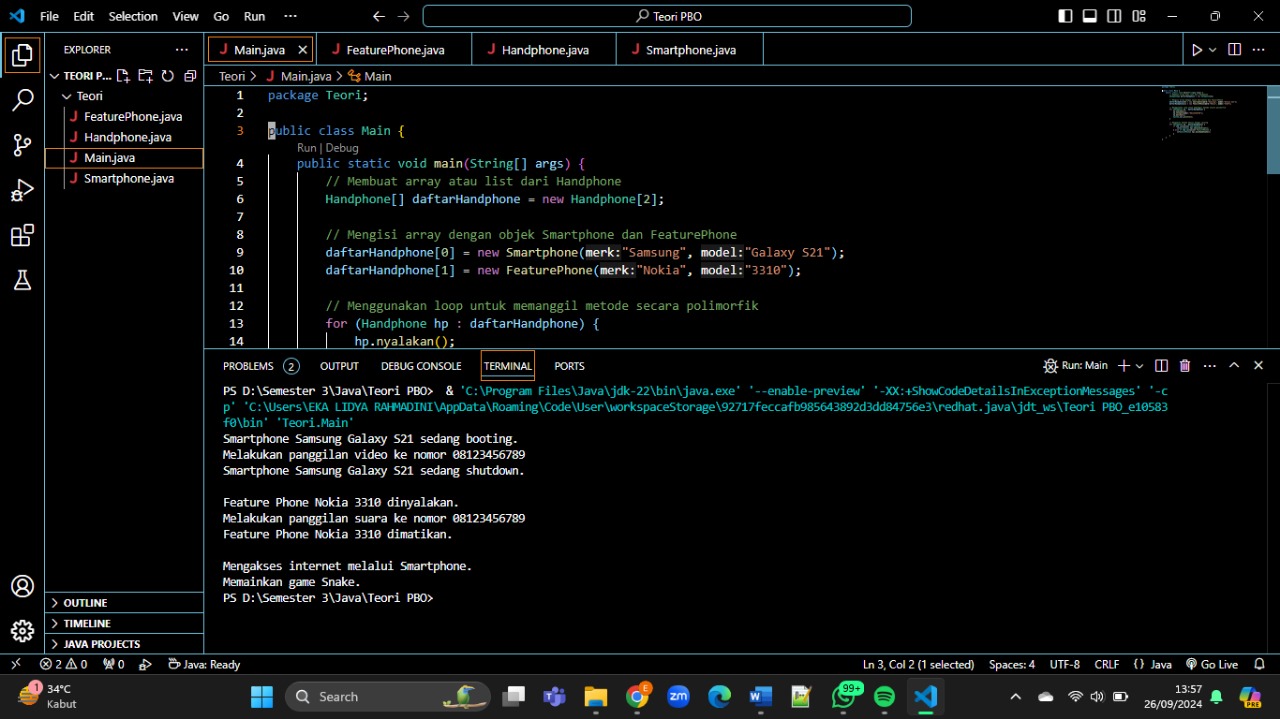 File Edit Selection View Go Run ··· Teori PBO
EXPLORER ···
Main.java FeaturePhone.java Handphone.java Smartphone.java
TEORI P...
Teori > Main.java > Main
Teori
FeaturePhone.java
Handphone.java
Main.java
Smartphone.java
1 package Teori;
2
3 public class Main {
Run | Debug
4 public static void main(String[] args) {
5 // Membuat array atau list dari Handphone
6 Handphone[] daftarHandphone = new Handphone[2];
7
8 // Mengisi array dengan objek Smartphone dan FeaturePhone
9 daftarHandphone[0] = new Smartphone(merk:"Samsung", model:"Galaxy S21");
10 daftarHandphone[1] = new FeaturePhone(merk:"Nokia", model:"3310");
11
12 // Menggunakan loop untuk memanggil metode secara polimorfik
13 for (Handphone hp : daftarHandphone) {
14 hp.nyalakan();
PROBLEMS 2 OUTPUT DEBUG CONSOLE TERMINAL PORTS Run: Main ···
PS D:\Semester 3\Java\Teori PBO> & 'C:\Program Files\Java\jdk-22\bin\java.exe' '--enable-preview' '-XX:+ShowCodeDetailsInExceptionMessages' '-c
p' 'C:\Users\EKA LIDYA RAHMADINI\AppData\Roaming\Code\User\workspaceStorage\92717feccafb985643892d3dd84756e3\redhat.java\jdt_ws\Teori PBO_e10583
f0\bin' 'Teori.Main'
Smartphone Samsung Galaxy S21 sedang booting.
Melakukan panggilan video ke nomor 08123456789
Smartphone Samsung Galaxy S21 sedang shutdown.
Feature Phone Nokia 3310 dinyalakan.
Melakukan panggilan suara ke nomor 08123456789
Feature Phone Nokia 3310 dimatikan.
Mengakses internet melalui Smartphone.
Memainkan game Snake.
PS D:\Semester 3\Java\Teori PBO>
OUTLINE
TIMELINE
JAVA PROJECTS
2 0 0 Java: Ready Ln 3, Col 2 (1 selected) Spaces: 4 UTF-8 CRLF {} Java Go Live
1 34°C
Kabut
Search
zm
99+
13:57
26/09/2024
PRE